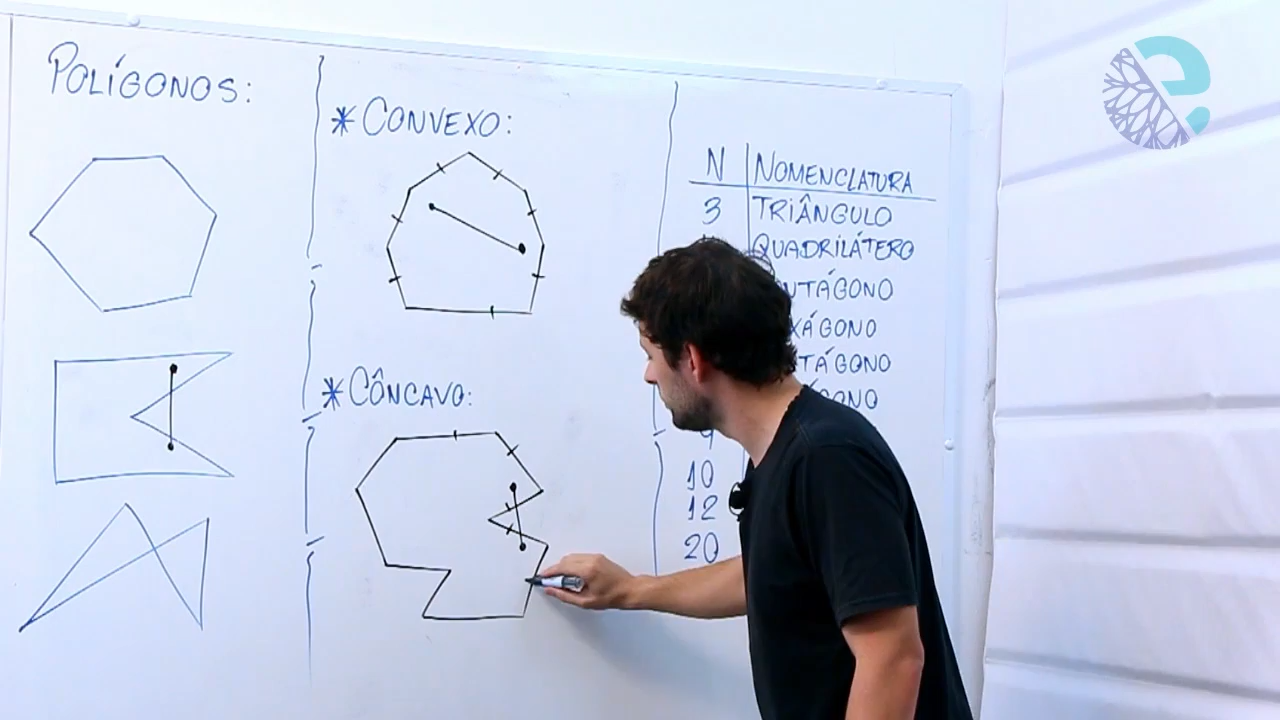 POLÍGONOS:
* CONVEXO:
* CÔNCAVO:
N NOMENCLATURA
3 TRIÂNGULO
QUADRILÁTERO
10
12
20